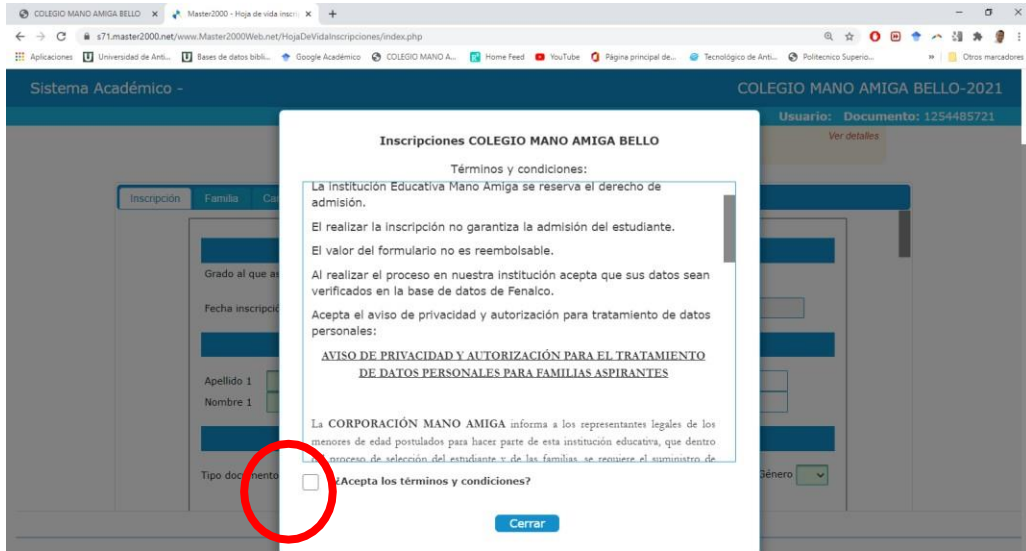 COLEGIO MANO AMIGA BELLO
Master2000 - Hoja de vida inscri
s71.master2000.net/www.Master2000Web.net/HojaDeVidaInscripciones/index.php
Aplicaciones Universidad de Anti... Bases de datos bibli... Google Académico COLEGIO MANO A... Home Feed YouTube Página principal de... Tecnológico de Anti... Politecnico Superio... » Otros marcadores
Sistema Académico - COLEGIO MANO AMIGA BELLO-2021
Usuario: Documento: 1254485721
Ver detalles
Inscripción Familia
Grado al que
Fecha inscripció
Apellido 1
Nombre 1
Tipo documento
Género
Inscripciones COLEGIO MANO AMIGA BELLO
Términos y condiciones:
La Institución Educativa Mano Amiga se reserva el derecho de
admisión.
El realizar la inscripción no garantiza la admisión del estudiante.
El valor del formulario no es reembolsable.
Al realizar el proceso en nuestra institución acepta que sus datos sean
verificados en la base de datos de Fenalco.
Acepta el aviso de privacidad y autorización para tratamiento de datos
personales:
AVISO DE PRIVACIDAD Y AUTORIZACIÓN PARA EL TRATAMIENTO
DE DATOS PERSONALES PARA FAMILIAS ASPIRANTES
La CORPORACIÓN MANO AMIGA informa a los representantes legales de los
menores de edad postulados para hacer parte de esta institución educativa, que dentro
del proceso de selección del estudiante y de las familias, se requiere el suministro de
¿Acepta los términos y condiciones?
Cerrar